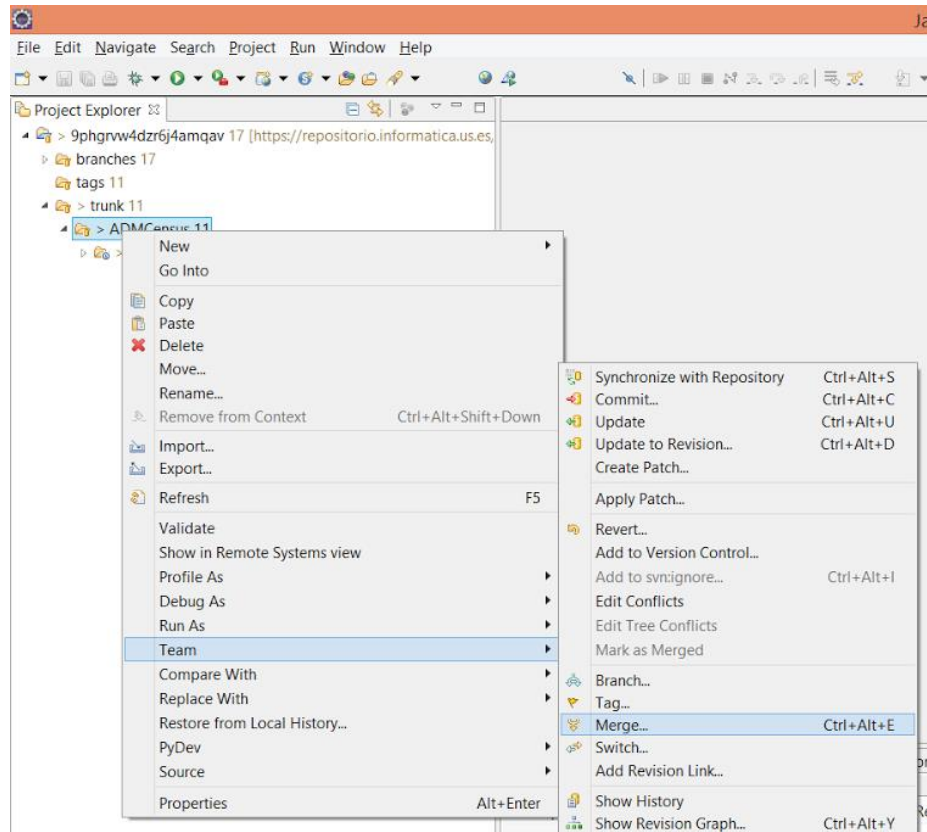 Ja
File Edit Navigate Search Project Run Window Help
Project Explorer
> 9phgrvw4dzr6j4amqav 17 [https://repositorio.informatica.us.es,
branches 17
tags 11
> trunk 11
> ADMCensus 11
>
New
Go Into
Copy
Paste
Delete
Move...
Rename...
Remove from Context Ctrl+Alt+Shift+Down
Import...
Export...
Refresh F5
Validate
Show in Remote Systems view
Profile As
Debug As
Run As
Team
Compare With
Replace With
Restore from Local History...
PyDev
Source
Properties Alt+Enter
Synchronize with Repository Ctrl+Alt+S
Commit... Ctrl+Alt+C
Update Ctrl+Alt+U
Update to Revision... Ctrl+Alt+D
Create Patch...
Apply Patch...
Revert...
Add to Version Control...
Add to svn:ignore... Ctrl+Alt+I
Edit Conflicts
Edit Tree Conflicts
Mark as Merged
Branch...
Tag...
Merge... Ctrl+Alt+E
Switch...
Add Revision Link...
Show History
Show Revision Graph... Ctrl+Alt+Y